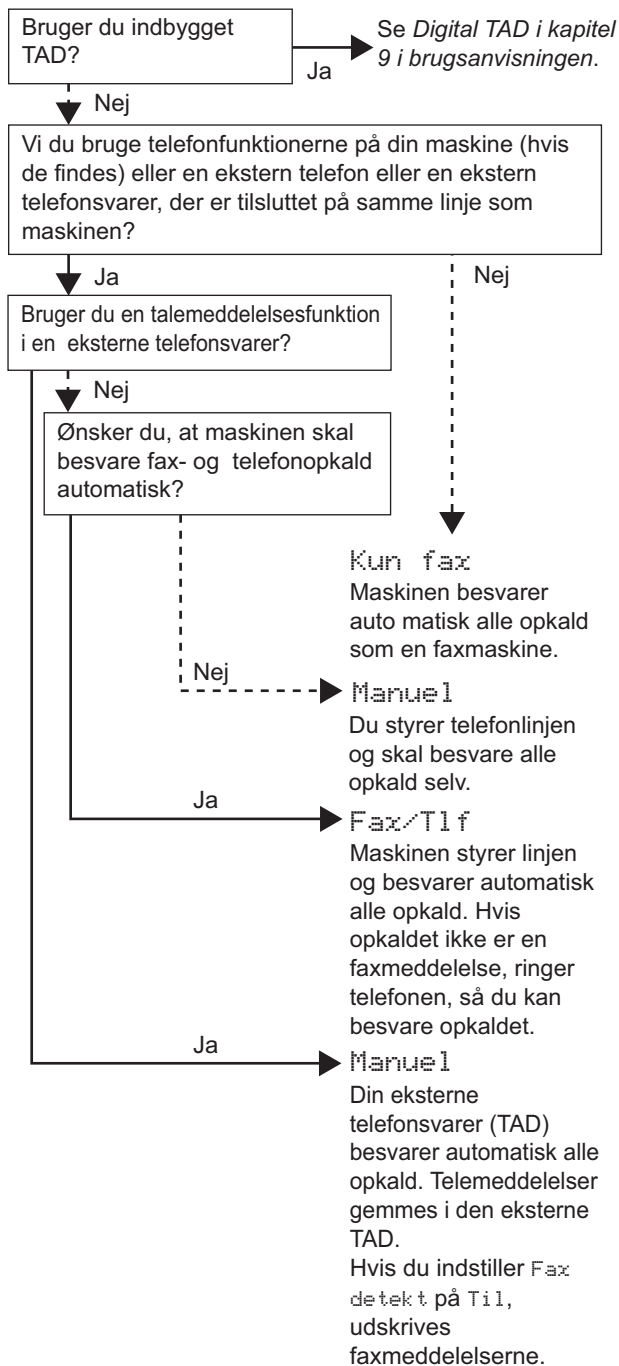 Bruger du indbygget
TAD?
Ja
Se Digital TAD i kapitel
9 i brugsanvisningen.
Nej
Vi du bruge telefonfunktionerne på din maskine (hvis
de findes) eller en ekstern telefon eller en ekstern
telefonsvarer, der er tilsluttet på samme linje som
maskinen?
Ja
Nej
Bruger du en talemeddelelsesfunktion
i en eksterne telefonsvarer?
Nej
Ønsker du, at maskinen skal
besvare fax- og telefonopkald
automatisk?
Kun fax
Maskinen besvarer
auto matisk alle opkald
som en faxmaskine.
Nej
Manuel
Du styrer telefonlinjen
og skal besvare alle
opkald selv.
Ja
Fax/Tlf
Maskinen styrer linjen
og besvarer automatisk
alle opkald. Hvis
opkaldet ikke er en
faxmeddelelse, ringer
telefonen, så du kan
besvare opkaldet.
Ja
Manuel
Din eksterne
telefonsvarer (TAD)
besvarer automatisk alle
opkald. Telemeddelelser
gemmes i den eksterne
TAD.
Hvis du indstiller Fax
detekt på Til,
udskrives
faxmeddelelserne.